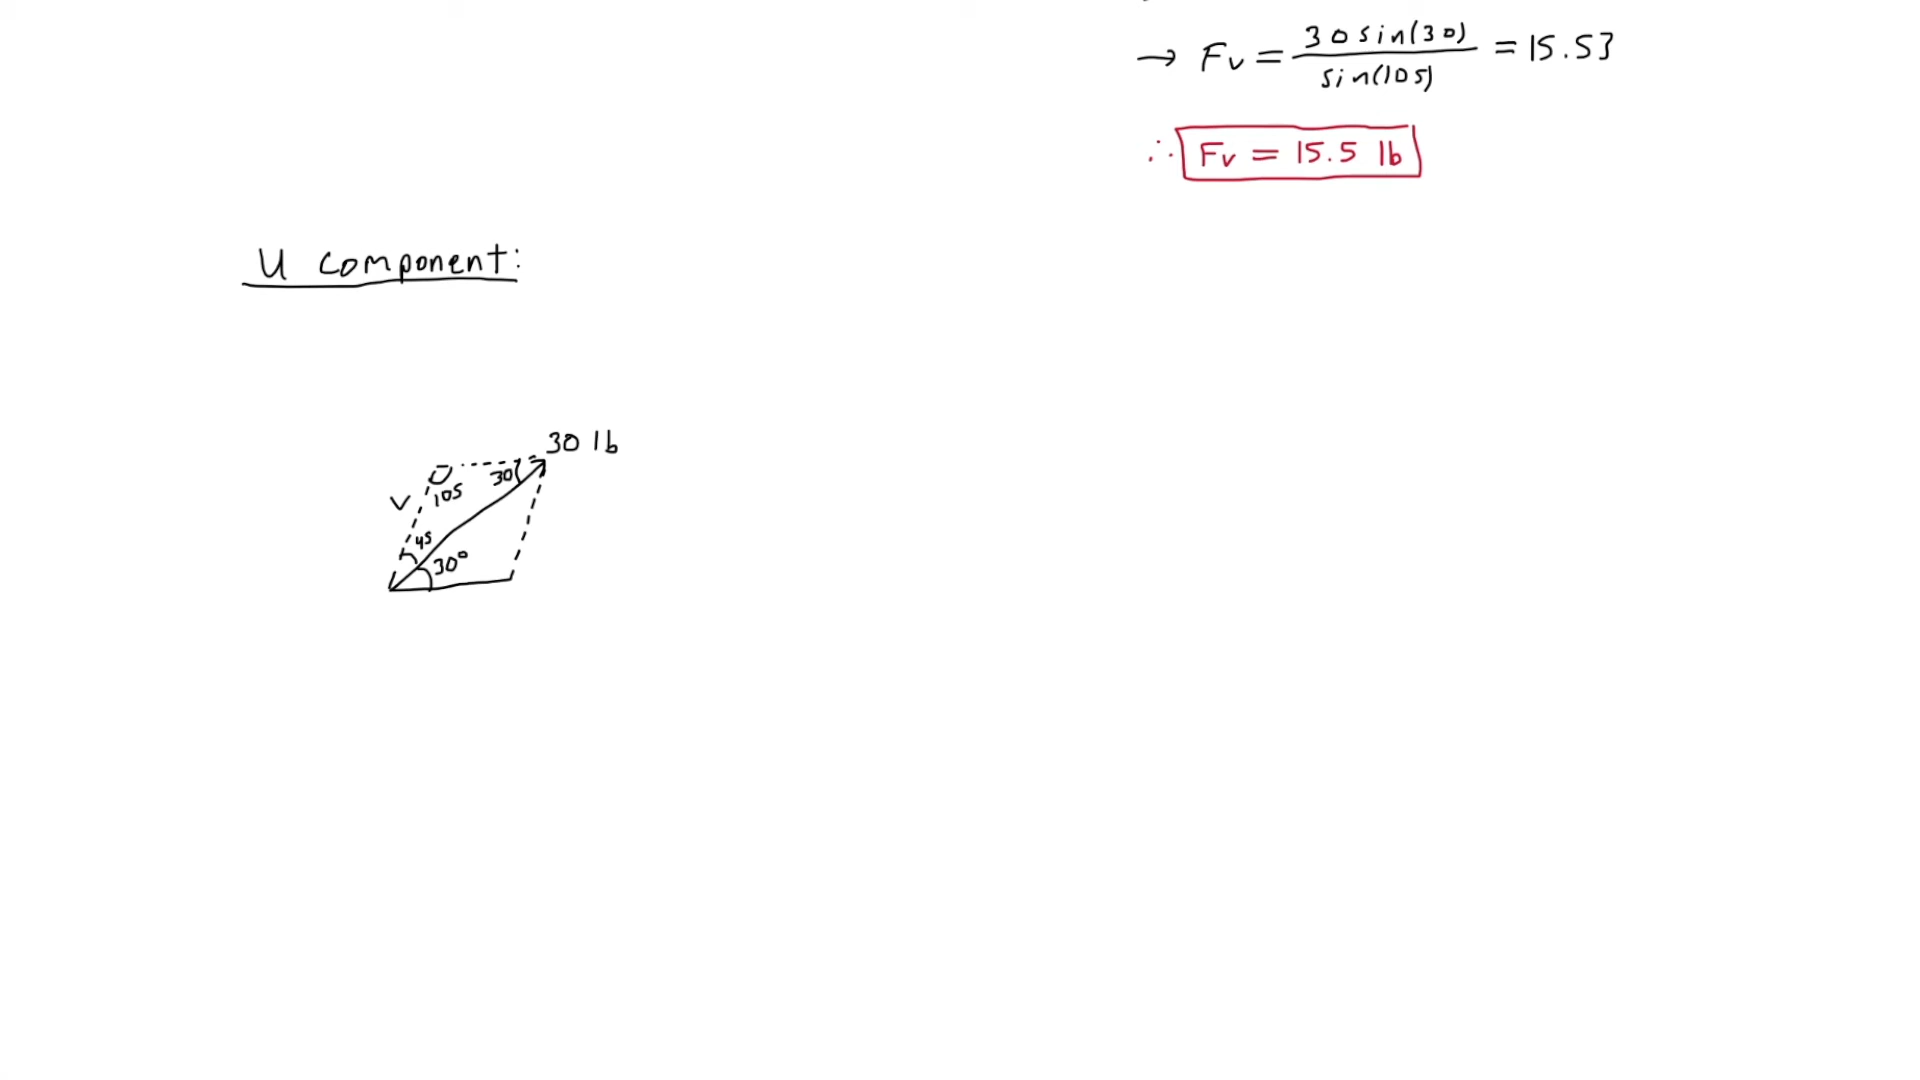 → Fv = 30 sin(30) / sin(105) = 15.53
∴ Fv = 15.5 lb
U component:
30 lb
30
V
105
45
30°